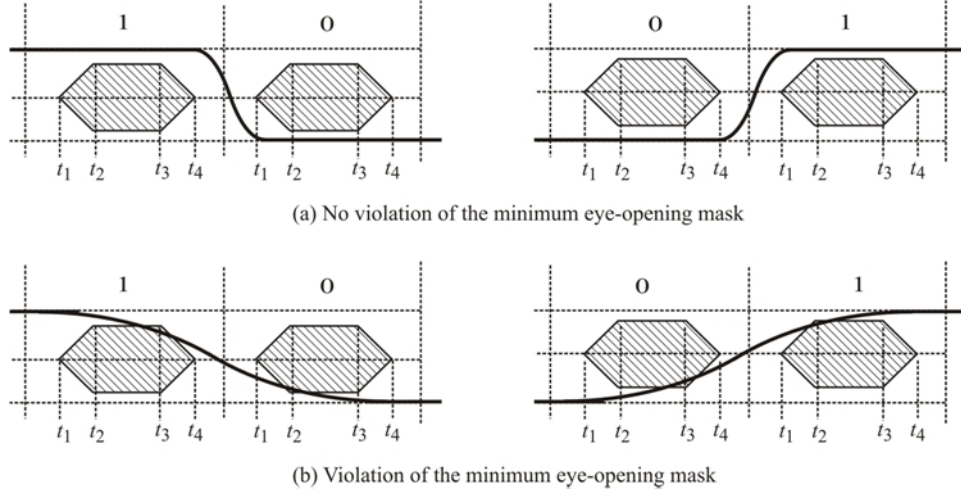 1 0 0 1
t1 t2 t3 t4 t1 t2 t3 t4 t1 t2 t3 t4 t1 t2 t3 t4
(a) No violation of the minimum eye-opening mask
1 0 0 1
t1 t2 t3 t4 t1 t2 t3 t4 t1 t2 t3 t4 t1 t2 t3 t4
(b) Violation of the minimum eye-opening mask